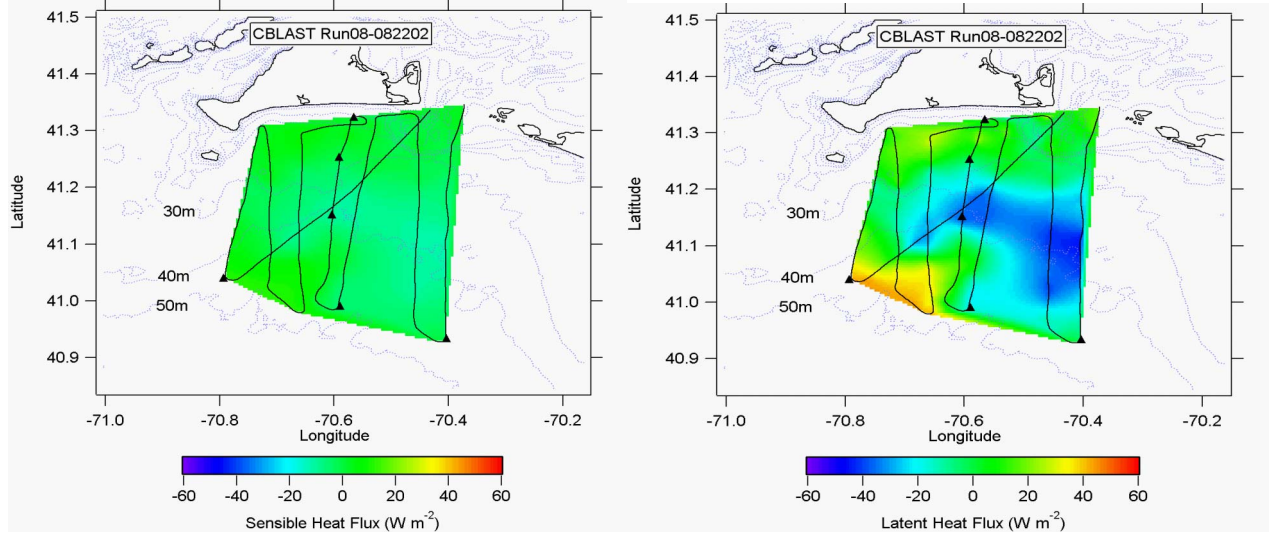 CBLAST Run08-082202
41.5
41.4
41.3
41.2
41.1
41.0
40.9
Latitude
30m
40m
50m
-71.0
-70.8
-70.6
-70.4
-70.2
Longitude
-60
-40
-20
0
20
40
60
Sensible Heat Flux (W m-2)
CBLAST Run08-082202
41.5
41.4
41.3
41.2
41.1
41.0
40.9
Latitude
30m
40m
50m
-71.0
-70.8
-70.6
-70.4
-70.2
Longitude
-60
-40
-20
0
20
40
60
Latent Heat Flux (W m-2)